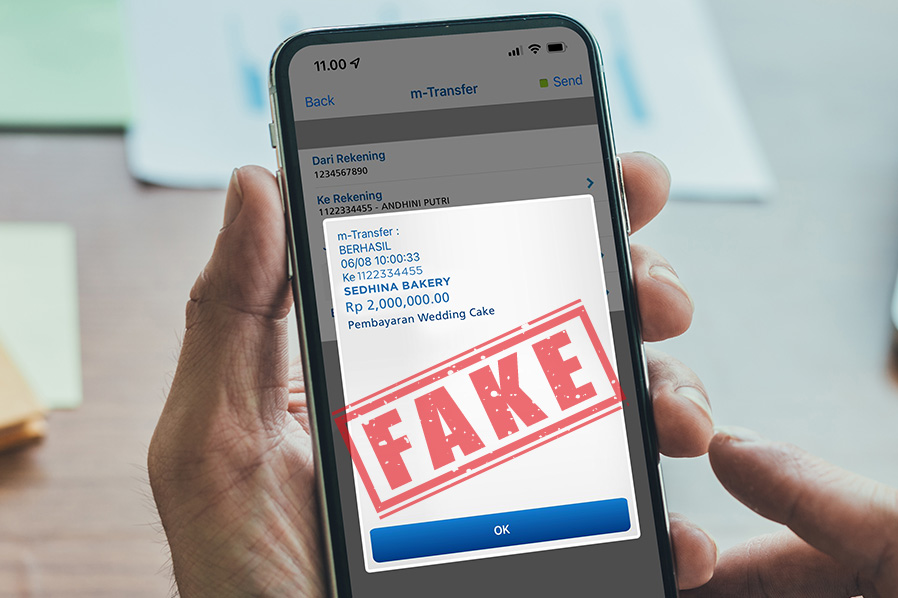 11.00
Back
m-Transfer
Send
Dari Rekening
1234567890
Ke Rekening
1122334455 - ANDHINI PUTRI
m-Transfer :
BERHASIL
06/08 10:00:33
Ke 1122334455
SEDHINA BAKERY
Rp 2,000,000.00
Pembayaran Wedding Cake
FAKE
OK